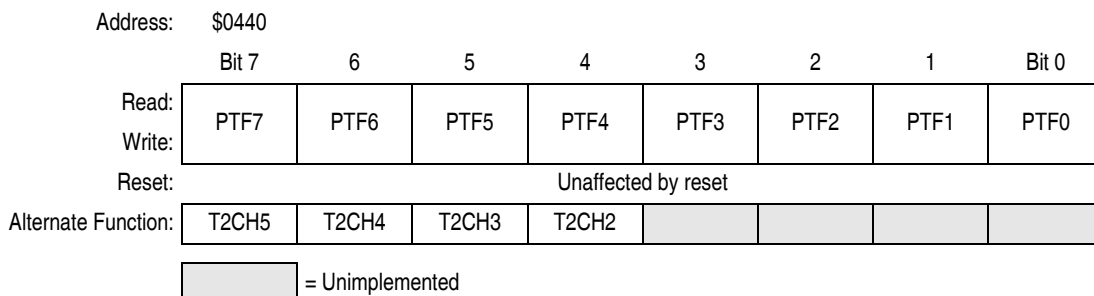 Address: $0440
Bit 7 6 5 4 3 2 1 Bit 0
Read:
PTF7 PTF6 PTF5 PTF4 PTF3 PTF2 PTF1 PTF0
Write:
Reset: Unaffected by reset
Alternate Function: T2CH5 T2CH4 T2CH3 T2CH2
= Unimplemented